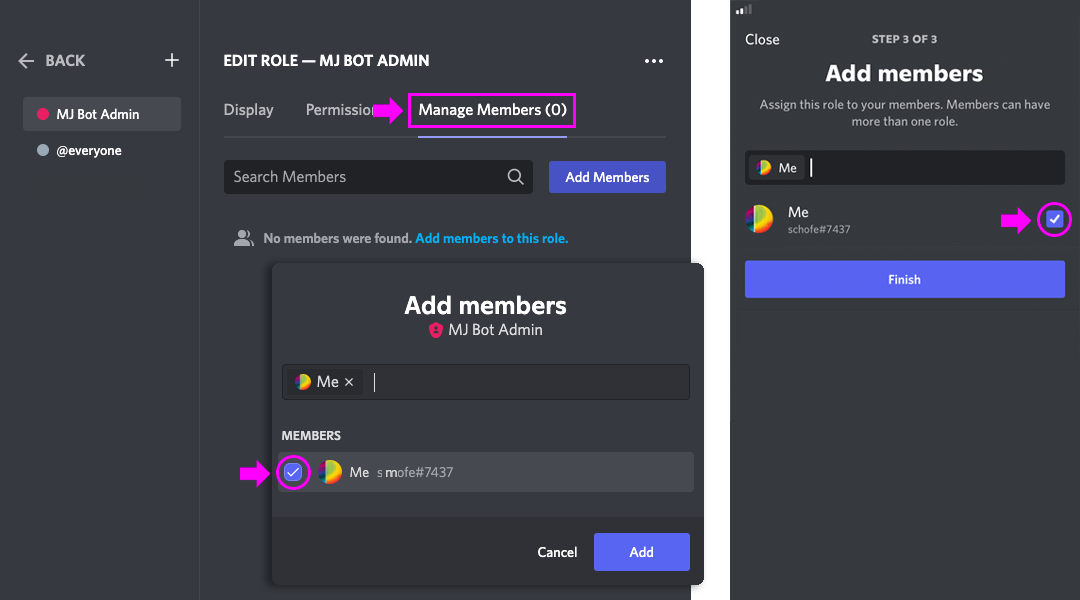 BACK
MJ Bot Admin
@everyone
EDIT ROLE — MJ BOT ADMIN
Display
Manage Members (0)
Search Members
Add Members
No members were found. Add members to this role.
Add members
MJ Bot Admin
Me ×
MEMBERS
Me s mofe#7437
Cancel
Add
Close
STEP 3 OF 3
Add members
Assign this role to your members. Members can have
more than one role.
Me
Me
schofe#7437
Finish